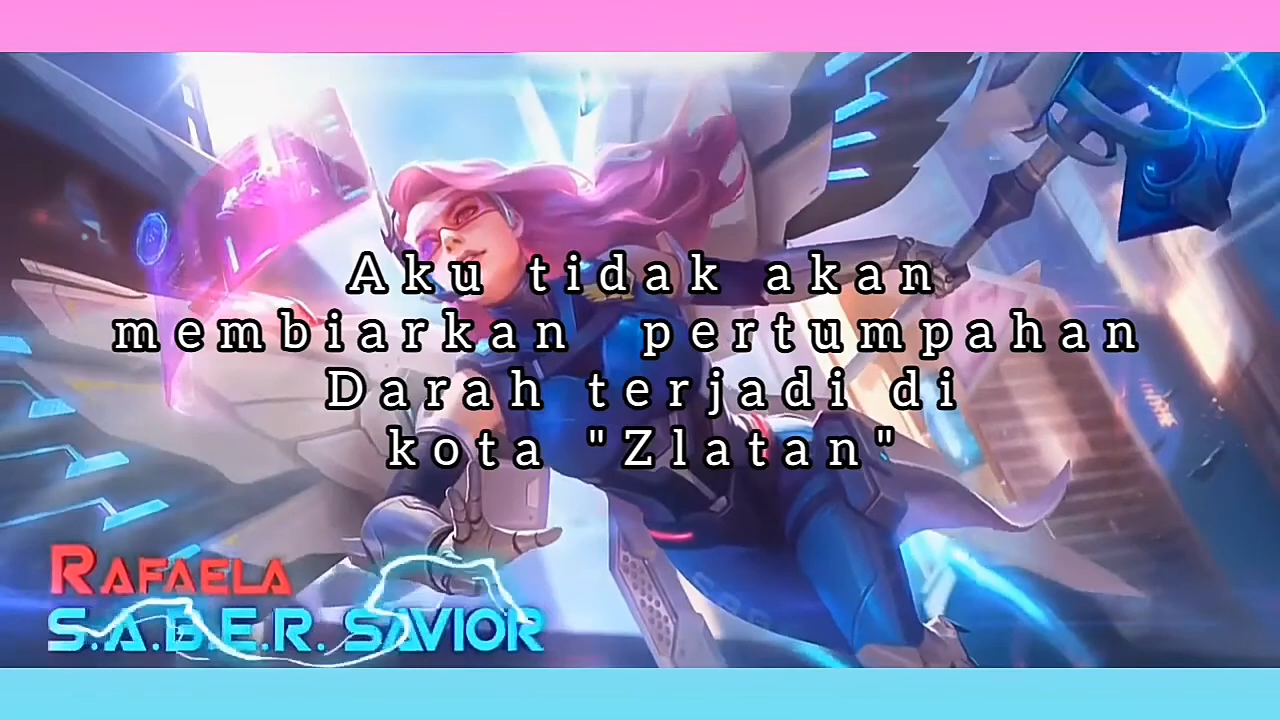 Aku tidak akan
membiarkan pertumpahan
Darah terjadi di
kota "Zlatan"
RAFAELA
S.A.B.E.R. SAVIOR